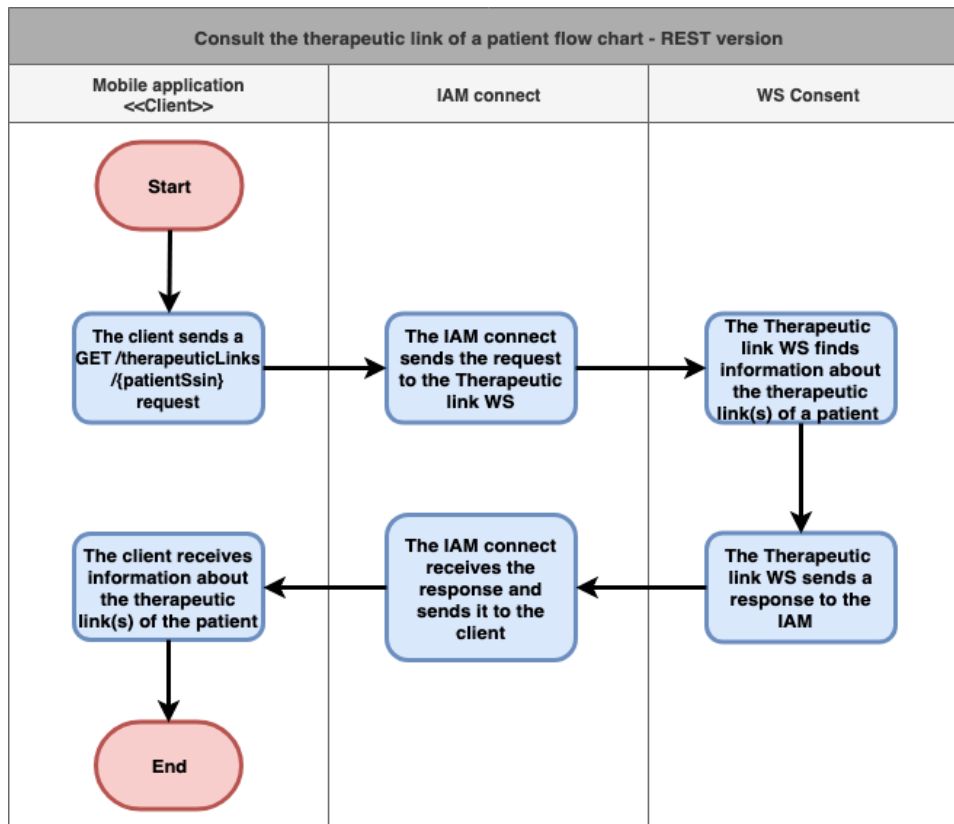 Consult the therapeutic link of a patient flow chart - REST version
Mobile application
<<Client>>
IAM connect
WS Consent
Start
The client sends a
GET /therapeuticLinks
/{patientSsin}
request
The IAM connect
sends the request
to the Therapeutic
link WS
The Therapeutic
link WS finds
information about
the therapeutic
link(s) of a patient
The client receives
information about
the therapeutic
link(s) of the patient
The IAM connect
receives the
response and
sends it to the
client
The Therapeutic
link WS sends a
response to the
IAM
End